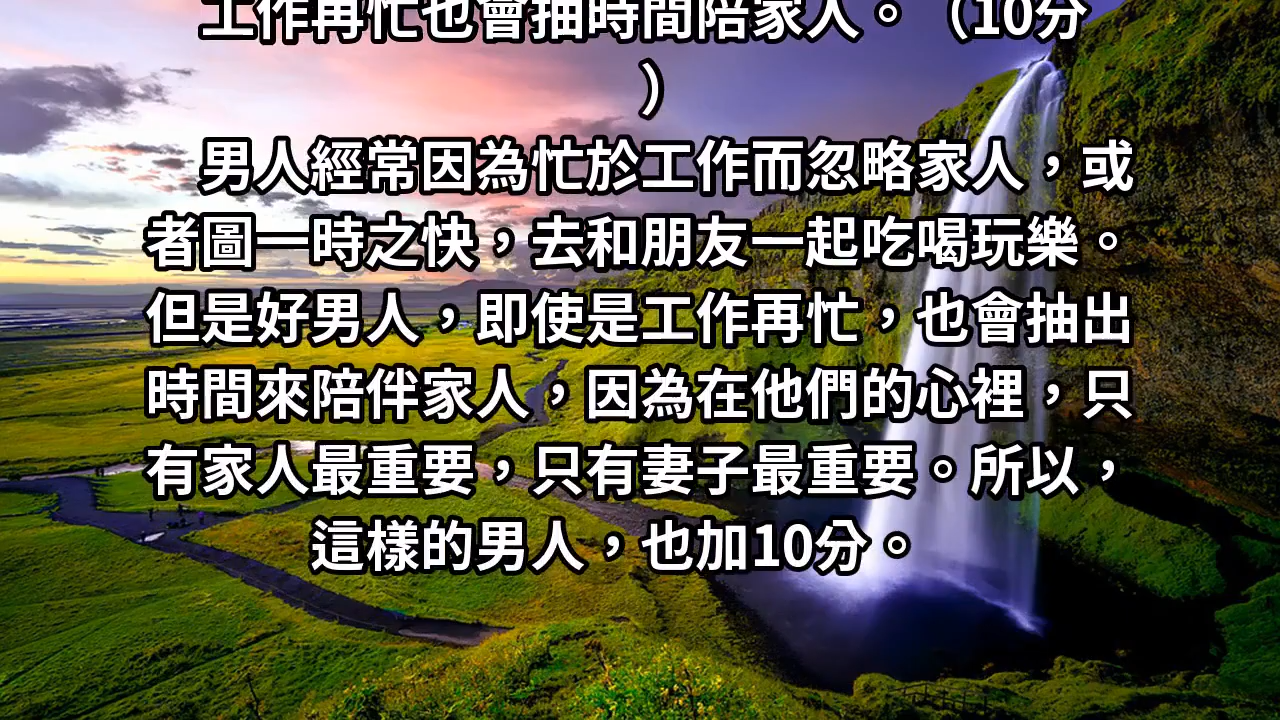 工作再忙也會抽時間陪家人。（10分
）
男人經常因為忙於工作而忽略家人，或
者圖一時之快，去和朋友一起吃喝玩樂。
但是好男人，即使是工作再忙，也會抽出
時間來陪伴家人，因為在他們的心裡，只
有家人最重要，只有妻子最重要。所以，
這樣的男人，也加10分。